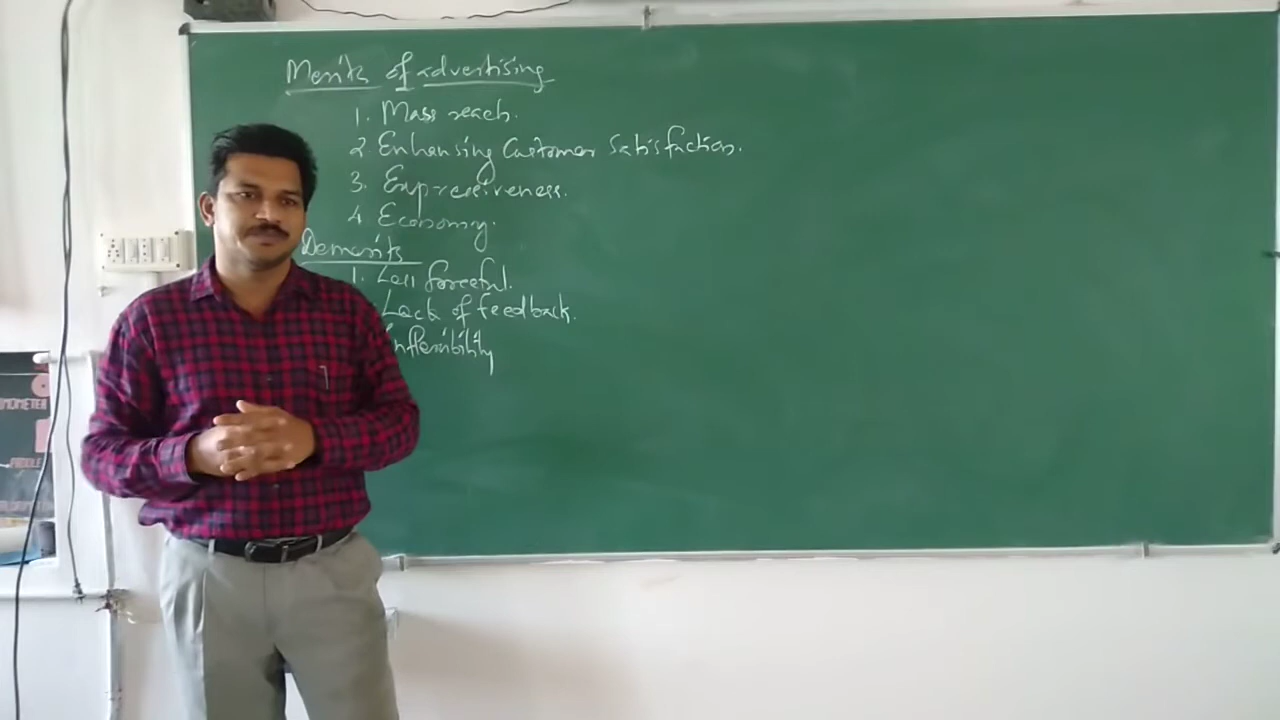 Merits of advertising
1. Mass reach.
2. Enhansing Customer Satisfaction.
3. Expressiveness.
4. Economy.
Demerits
1. Less forceful.
Lack of feedback.
Inflexibility